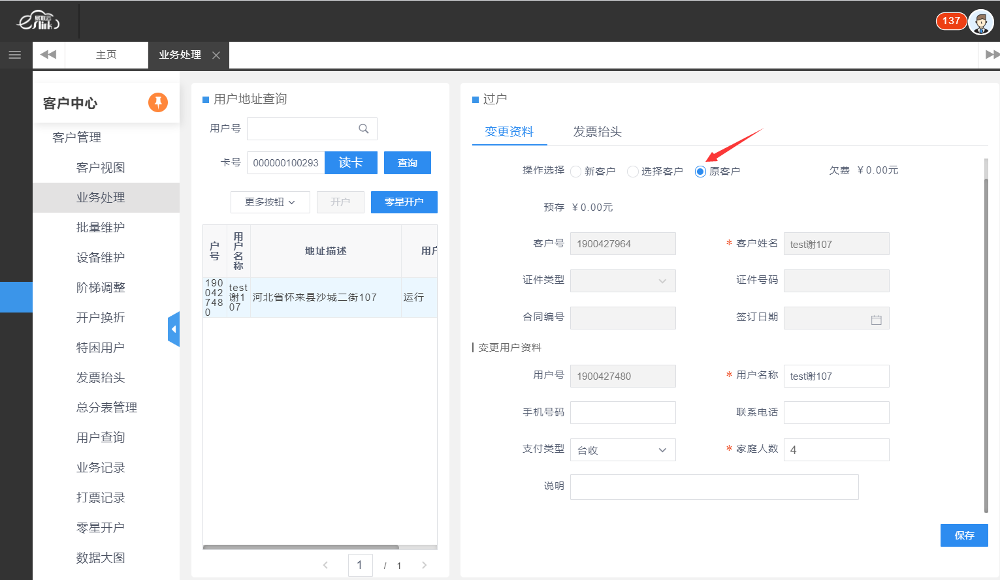 易联云
elink
137
主页
业务处理
客户中心
客户管理
客户视图
业务处理
批量维护
设备维护
阶梯调整
开户换折
特困用户
发票抬头
总分表管理
用户查询
业务记录
打票记录
零星开户
数据大图
用户地址查询
用户号
卡号 000000100293 读卡 查询
更多按钮 开户 零星开户
户号 用户名称 地址描述 用户
1900427480 test谢107 河北省怀来县沙城二街107 运行
1 / 1
过户
变更资料 发票抬头
操作选择 新客户 选择客户 原客户 欠费 ¥0.00元
预存 ¥0.00元
客户号 1900427964 * 客户姓名 test谢107
证件类型 证件号码
合同编号 签订日期
变更用户资料
用户号 1900427480 * 用户名称 test谢107
手机号码 联系电话
支付类型 台收 * 家庭人数 4
说明
保存